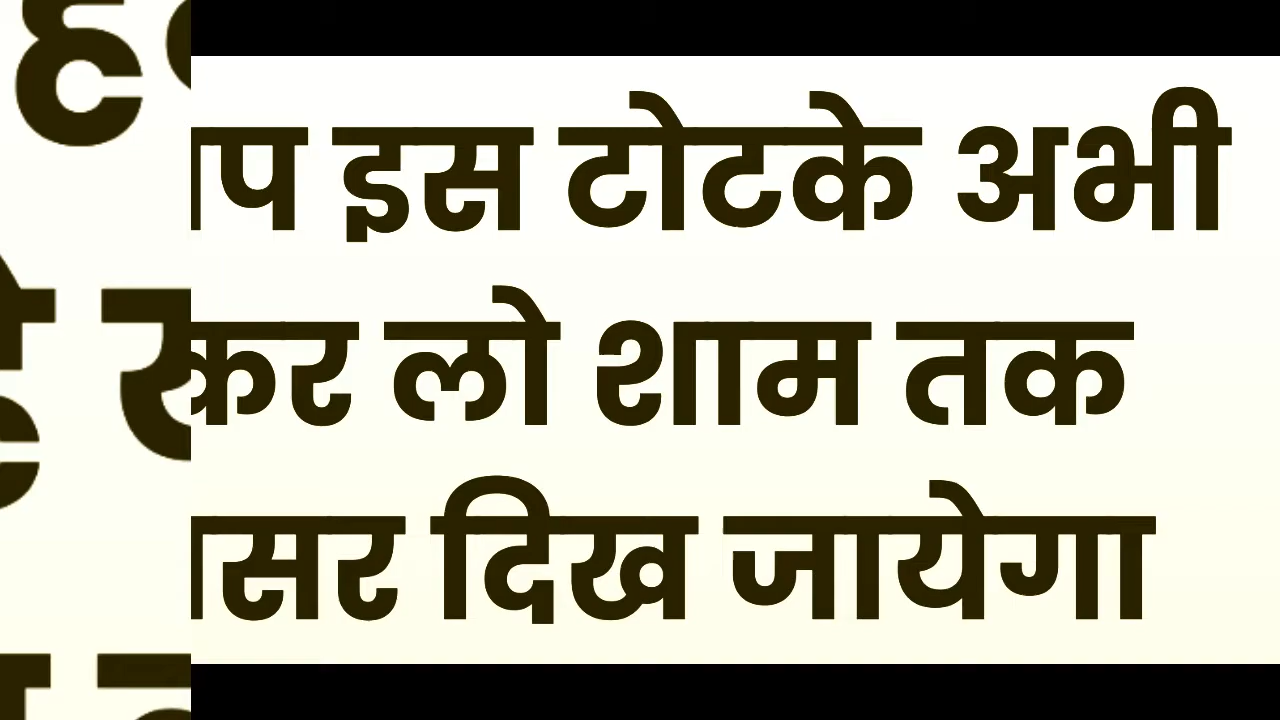 इस टोटके अभी
कर लो शाम तक
दिख जायेगा